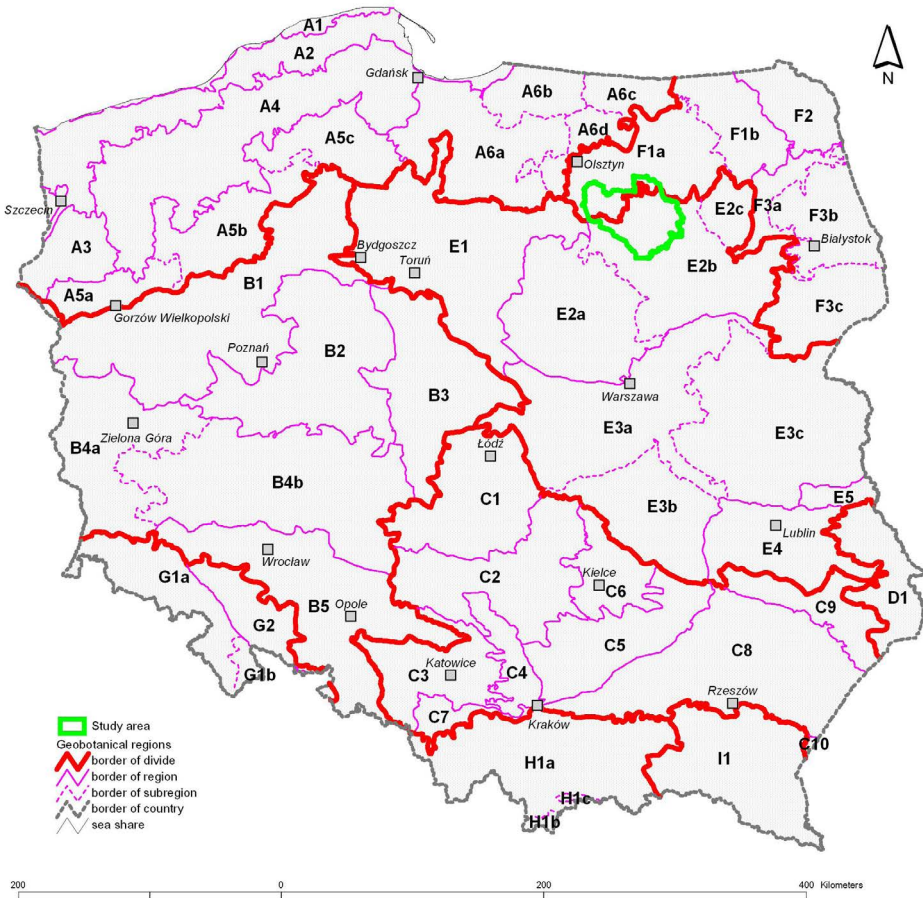 A1
A2
Gdańsk
N
A6b
A6c
A4
F2
A5c
A6d
F1b
A6a
F1a
Olsztyn
Szczecin
A5b
E2c
F3a
F3b
A3
Bydgoszcz
E1
Białystok
Toruń
E2b
B1
A5a
F3c
Gorzów Wielkopolski
E2a
B2
Poznań
B3
Warszawa
Zielona Góra
E3a
E3c
B4a
Łódź
B4b
C1
E5
E3b
Lublin
E4
Wrocław
G1a
C2
Kielce
C6
D1
B5
Opole
C9
G2
C5
C8
G1b
C3
Katowice
C4
Rzeszów
C7
Kraków
Study area
Geobotanical regions
border of divide
border of region
border of subregion
border of country
sea share
C10
H1a
I1
H1c
H1b
200
0
200
400
Kilometers